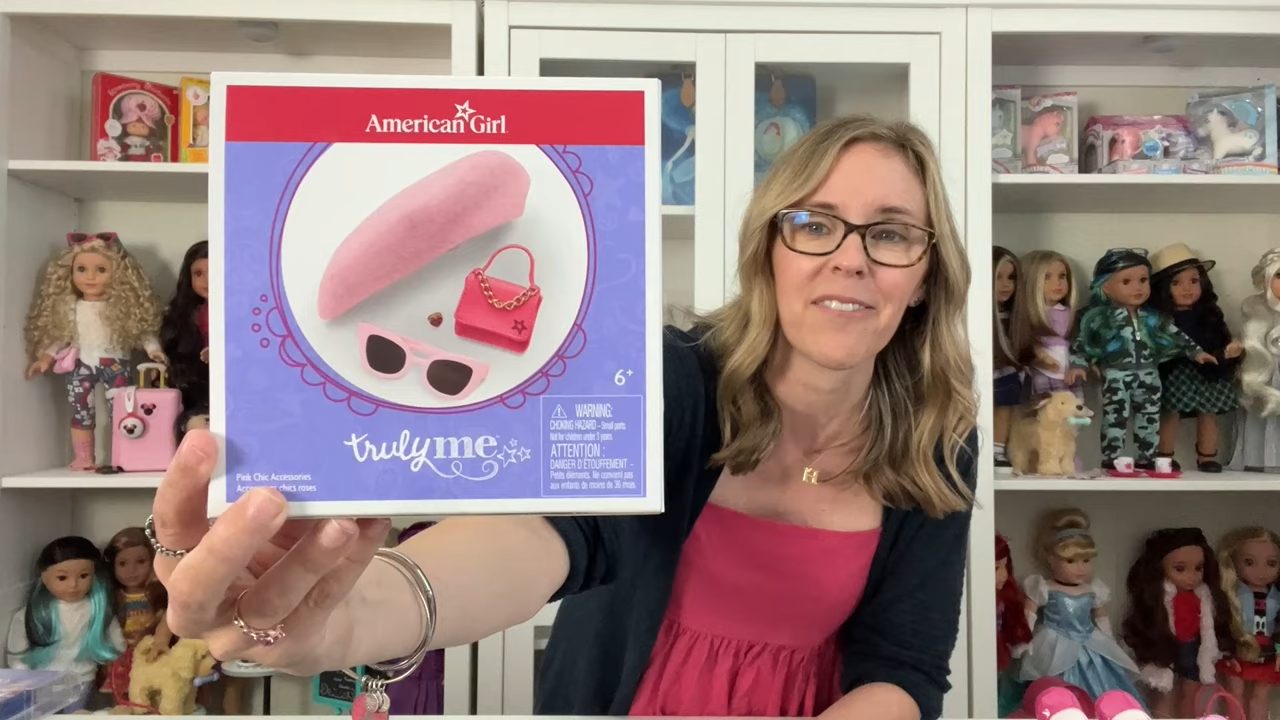 American Girl
6+
truly me
WARNING:
CHOKING HAZARD – Small parts.
Not for children under 3 years.
ATTENTION :
DANGER D'ÉTOUFFEMENT –
Petits éléments. Ne convient pas
aux enfants de moins de 36 mois.
Pink Chic Accessories
Accessoires chics roses
H